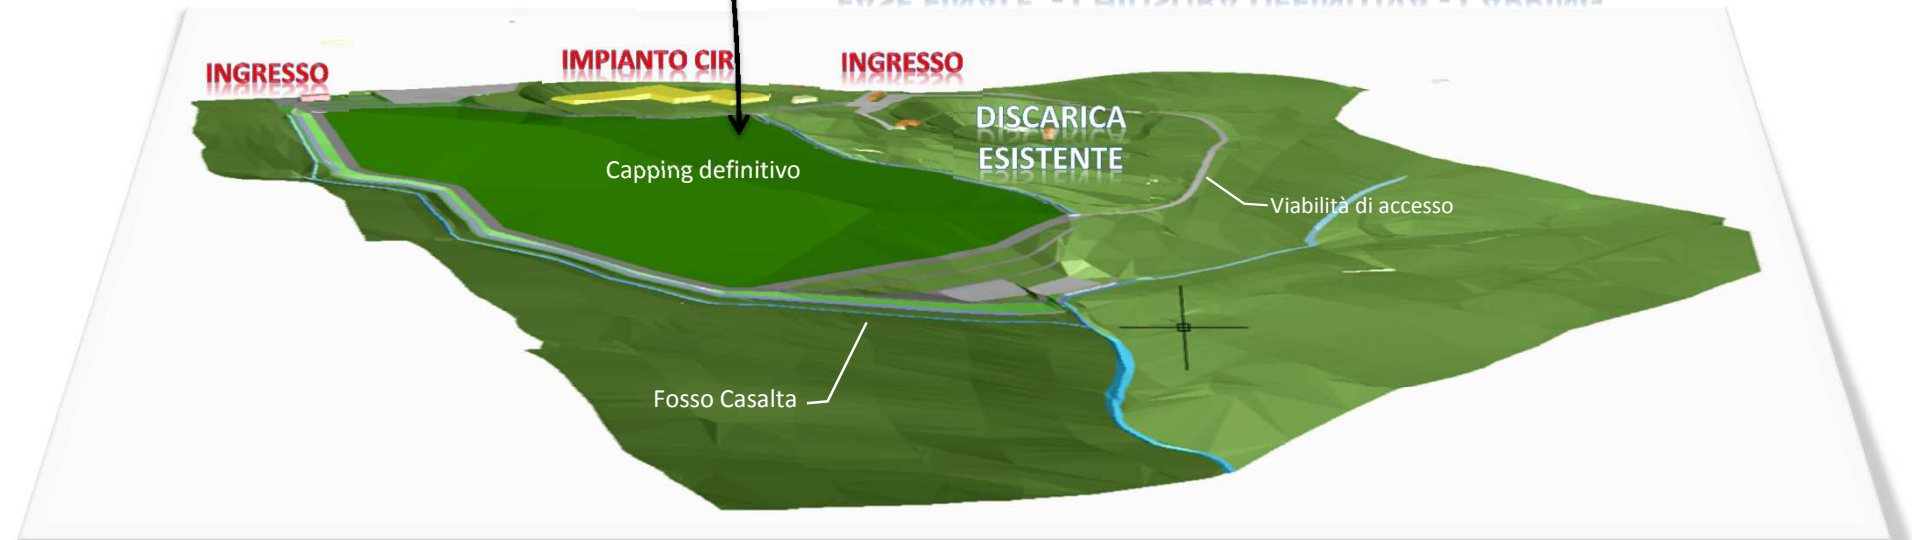 INGRESSO
IMPIANTO CIR
INGRESSO
DISCARICA
ESISTENTE
Capping definitivo
Viabilità di accesso
Fosso Casalta